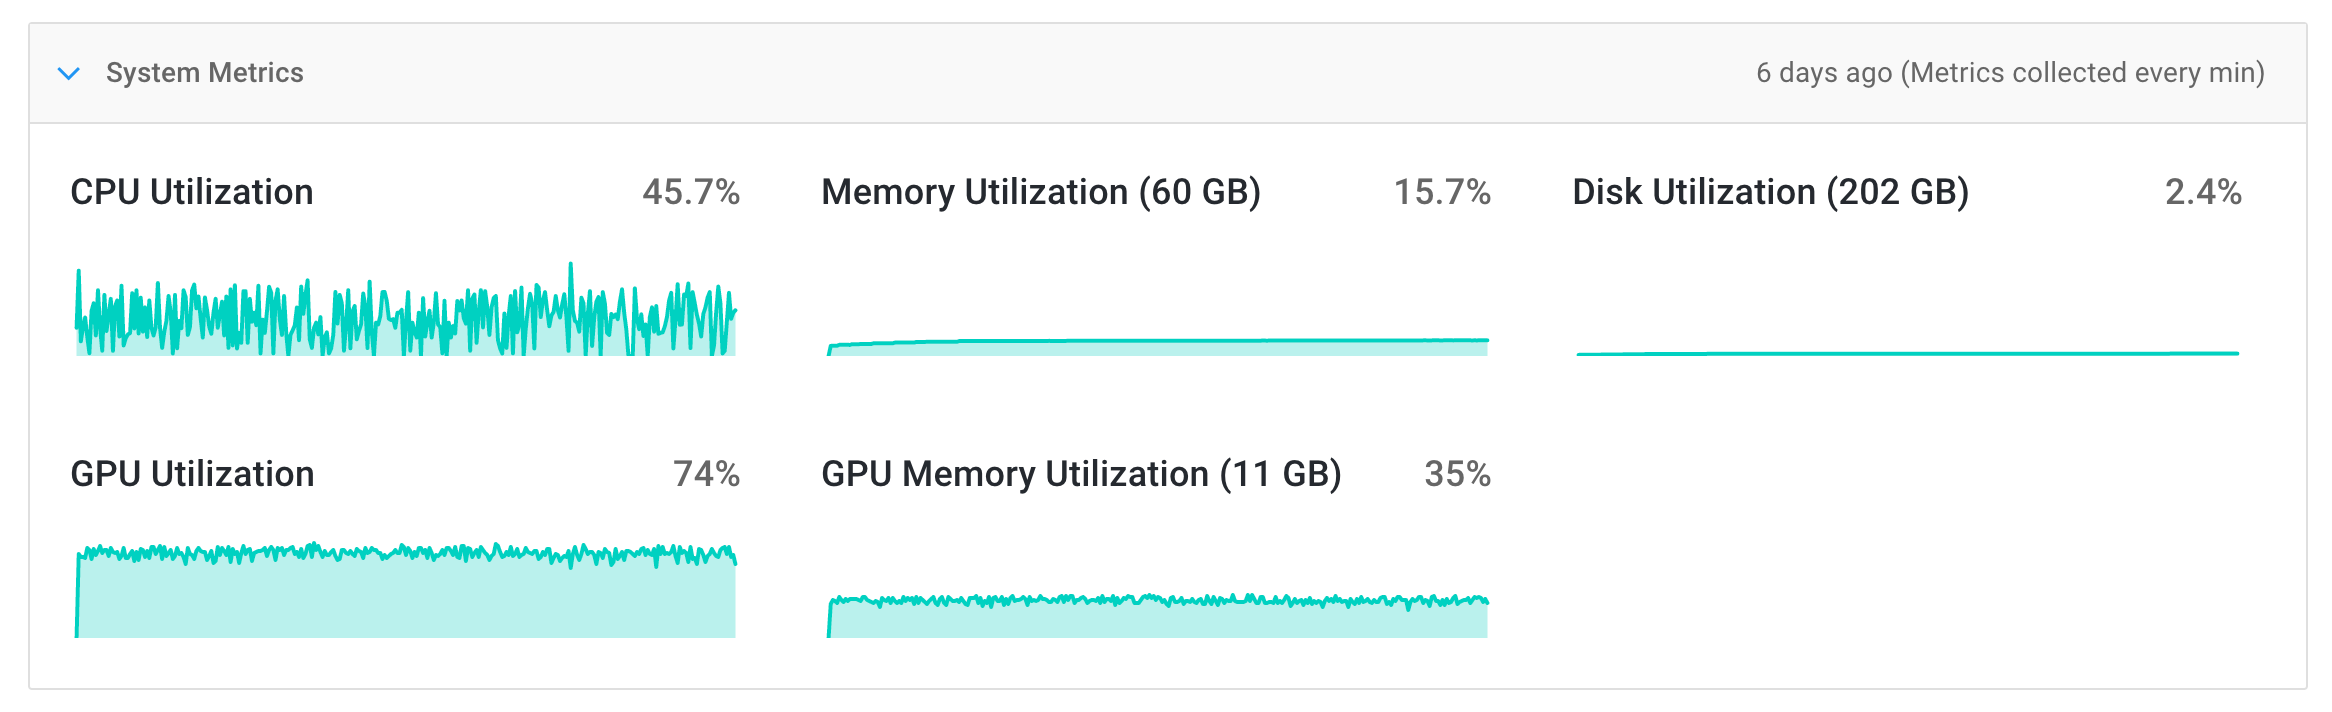 System Metrics
6 days ago (Metrics collected every min)
CPU Utilization 45.7%
Memory Utilization (60 GB) 15.7%
Disk Utilization (202 GB) 2.4%
GPU Utilization 74%
GPU Memory Utilization (11 GB) 35%